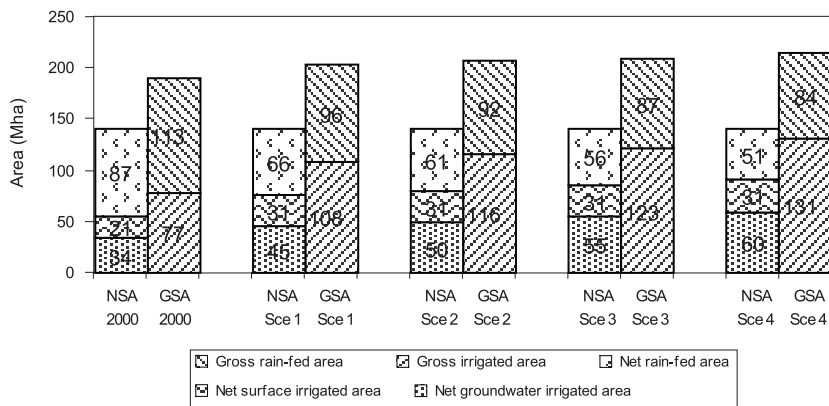 250
200
150
100
50
0
Area (Mha)
87 113 66 96 61 92 56 87 51 84
21 77 31 108 31 116 31 123 31 131
34 45 50 55 60
NSA GSA NSA GSA NSA GSA NSA GSA NSA GSA
2000 2000 Sce 1 Sce 1 Sce 2 Sce 2 Sce 3 Sce 3 Sce 4 Sce 4
Gross rain-fed area Gross irrigated area Net rain-fed area
Net surface irrigated area Net groundwater irrigated area